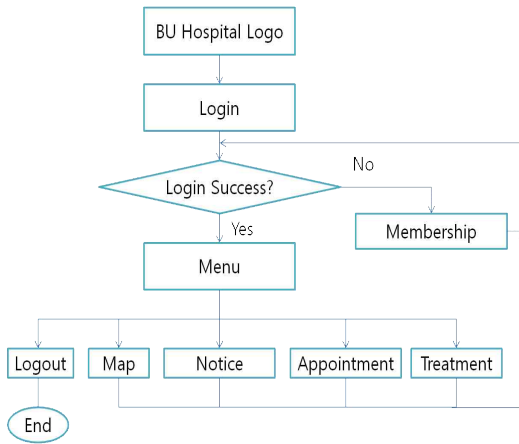 BU Hospital Logo
Login
Login Success?
No
Yes
Membership
Menu
Logout
Map
Notice
Appointment
Treatment
End